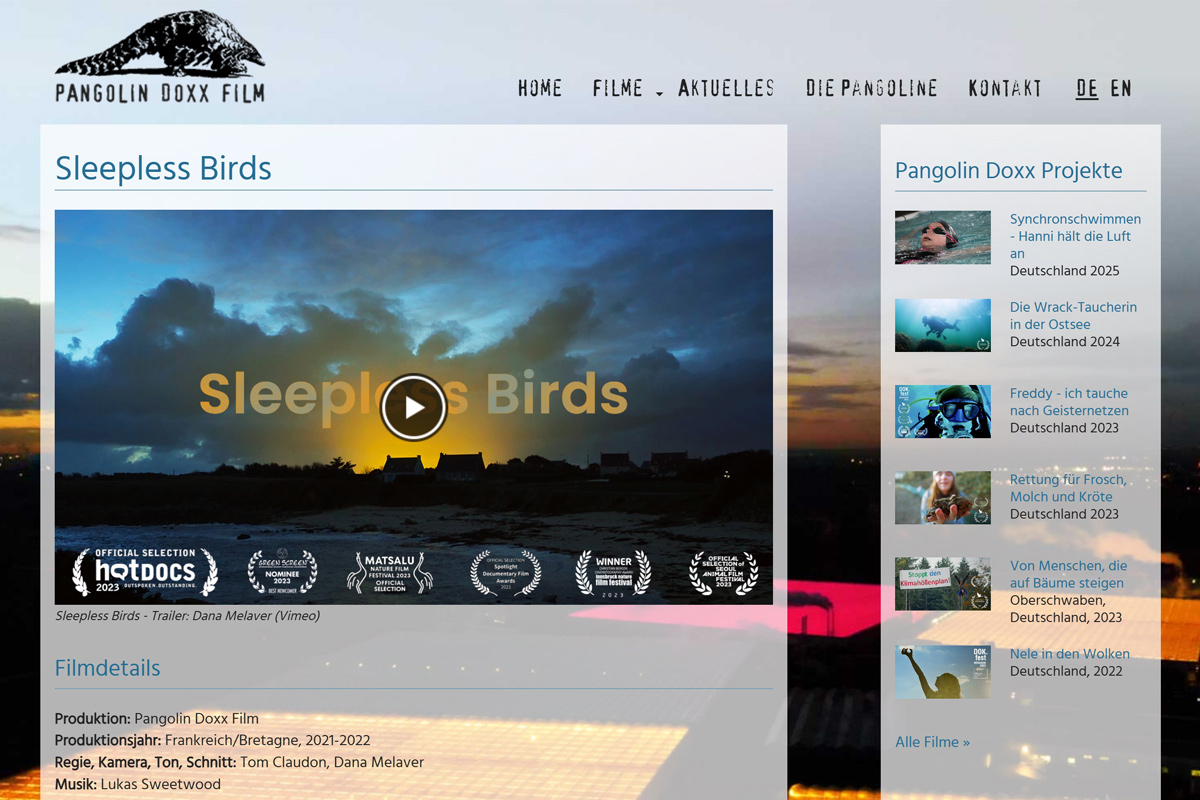 PANGOLIN DOXX FILM
HOME FILME AKTUELLES DIE PANGOLINE KONTAKT DE EN
Sleepless Birds
Sleepless Birds
OFFICIAL SELECTION
hotDOCS
2023 OUTSPOKEN. OUTSTANDING.
GREEN SCREEN
NOMINEE
2023
BEST NEWCOMER
MATSALU
NATURE FILM
FESTIVAL 2023
OFFICIAL
SELECTION
OFFICIAL SELECTION
Spotlight
Documentary Film
Awards
2023
WINNER
innsbruck nature
film festival
2023
OFFICIAL
SELECTION OF
SEOUL
ANIMAL FILM
FESTIVAL
2023
Sleepless Birds - Trailer: Dana Melaver (Vimeo)
Filmdetails
Produktion: Pangolin Doxx Film
Produktionsjahr: Frankreich/Bretagne, 2021-2022
Regie, Kamera, Ton, Schnitt: Tom Claudon, Dana Melaver
Musik: Lukas Sweetwood
Pangolin Doxx Projekte
Synchronschwimmen
- Hanni hält die Luft
an
Deutschland 2025
Die Wrack-Taucherin
in der Ostsee
Deutschland 2024
DOK.
fest
Freddy - ich tauche
nach Geisternetzen
Deutschland 2023
Rettung für Frosch,
Molch und Kröte
Deutschland 2023
Stoppt den
Klimahöllenplan!
Von Menschen, die
auf Bäume steigen
Oberschwaben,
Deutschland, 2023
DOK.
fest
Nele in den Wolken
Deutschland, 2022
Alle Filme »